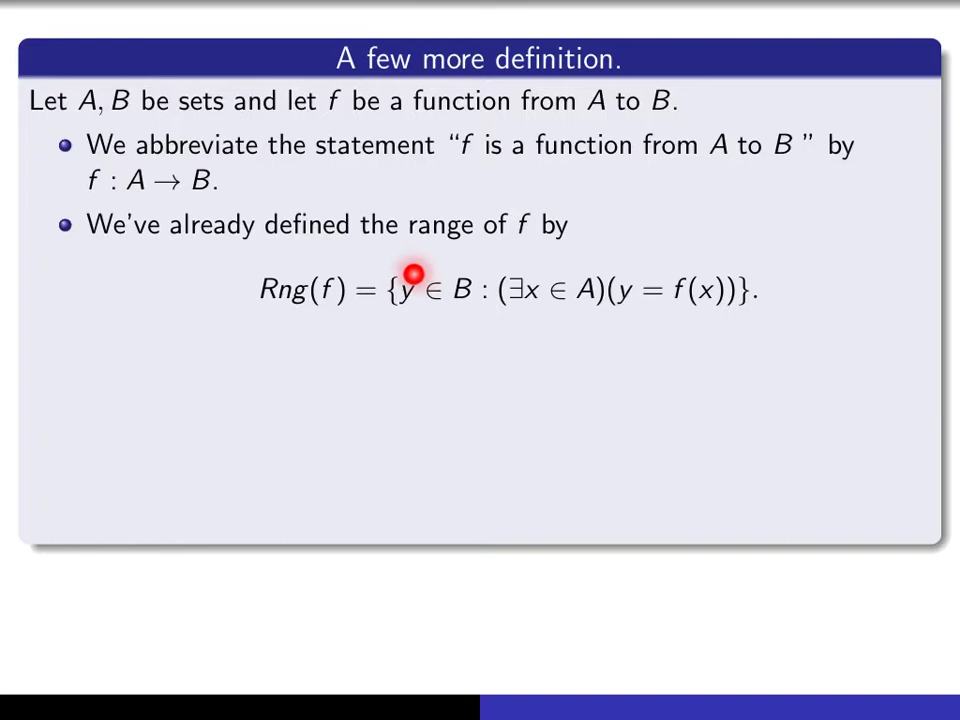 A few more definition.
Let A, B be sets and let f be a function from A to B.
We abbreviate the statement “f is a function from A to B ” by
f : A → B.
We've already defined the range of f by
Rng(f) = {y ∈ B : (∃x ∈ A)(y = f(x))}.